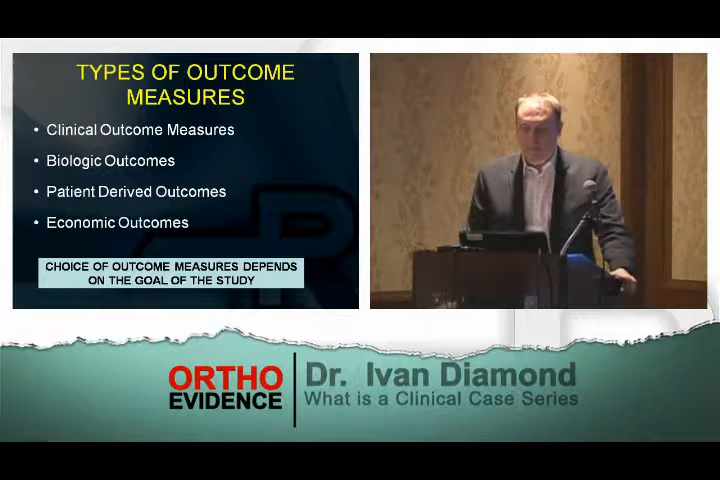 TYPES OF OUTCOME
MEASURES
• Clinical Outcome Measures
• Biologic Outcomes
• Patient Derived Outcomes
• Economic Outcomes
CHOICE OF OUTCOME MEASURES DEPENDS
ON THE GOAL OF THE STUDY
ORTHO
EVIDENCE
Dr. Ivan Diamond
What is a Clinical Case Series